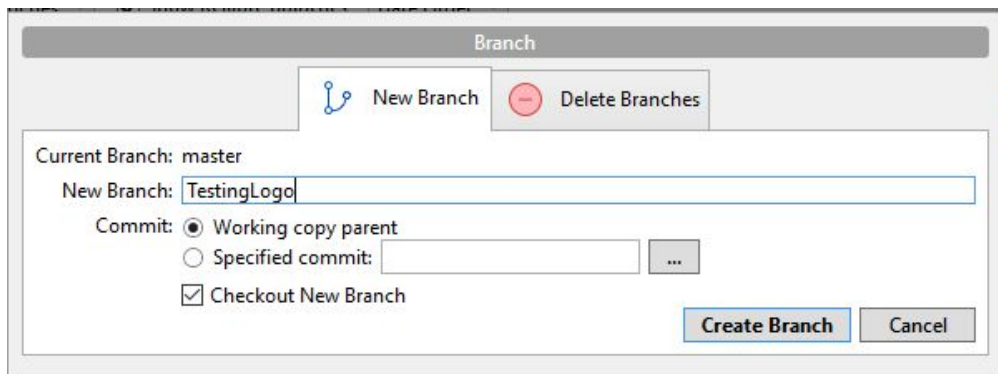 Branch
New Branch
Delete Branches
Current Branch: master
New Branch: TestingLogo
Commit: Working copy parent
Specified commit:
...
Checkout New Branch
Create Branch
Cancel